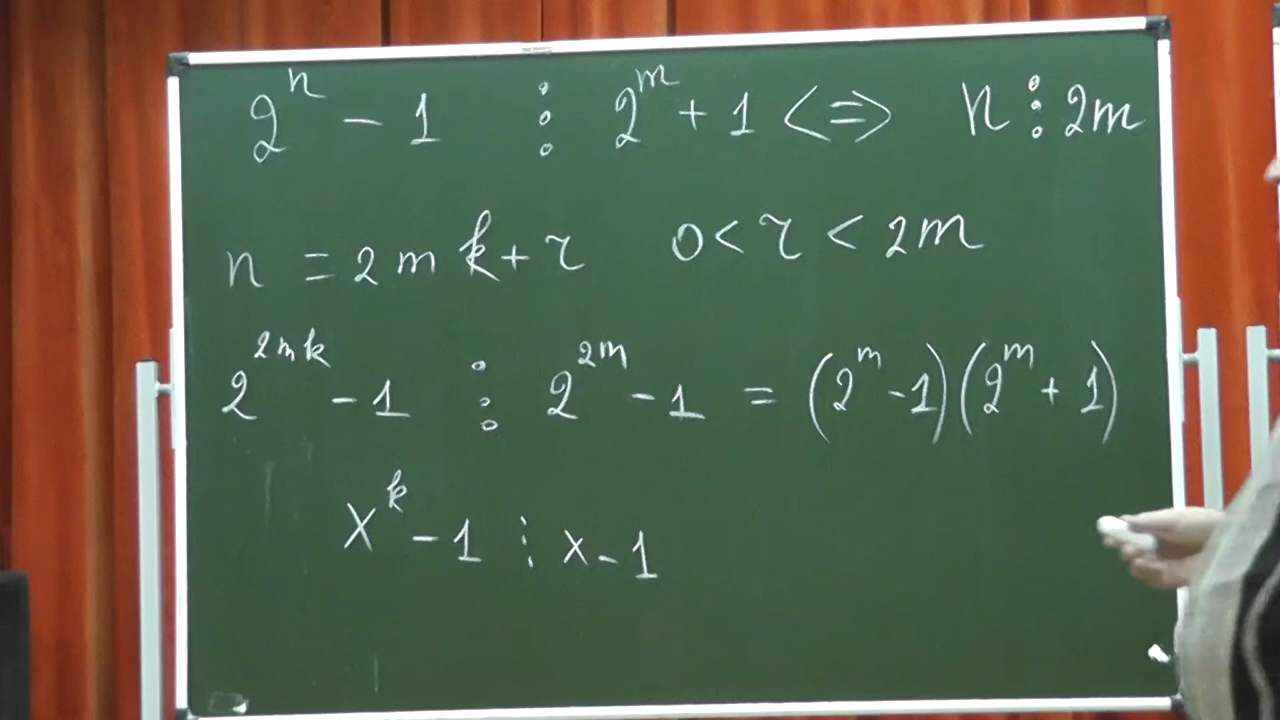 2ⁿ - 1 ⋮ 2ᵐ + 1 <=> n ⋮ 2m
n = 2mk + r 0 < r < 2m
2²ᵐᵏ - 1 ⋮ 2²ᵐ - 1 = (2ᵐ - 1)(2ᵐ + 1)
xᵏ - 1 ⋮ x - 1